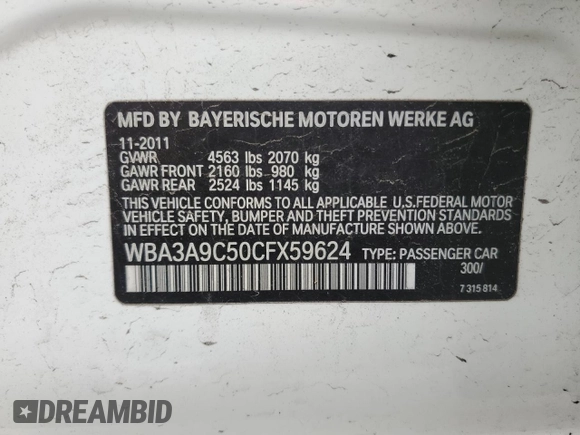 MFD BY BAYERISCHE MOTOREN WERKE AG
11-2011
GVWR 4563 lbs 2070 kg
GAWR FRONT 2160 lbs 980 kg
GAWR REAR 2524 lbs 1145 kg
THIS VEHICLE CONFORMS TO ALL APPLICABLE U.S.FEDERAL MOTOR
VEHICLE SAFETY, BUMPER AND THEFT PREVENTION STANDARDS
IN EFFECT ON THE DATE OF MANUFACTURE SHOWN ABOVE.
WBA3A9C50CFX59624 TYPE: PASSENGER CAR
300/
7 315 814
DREAMBID